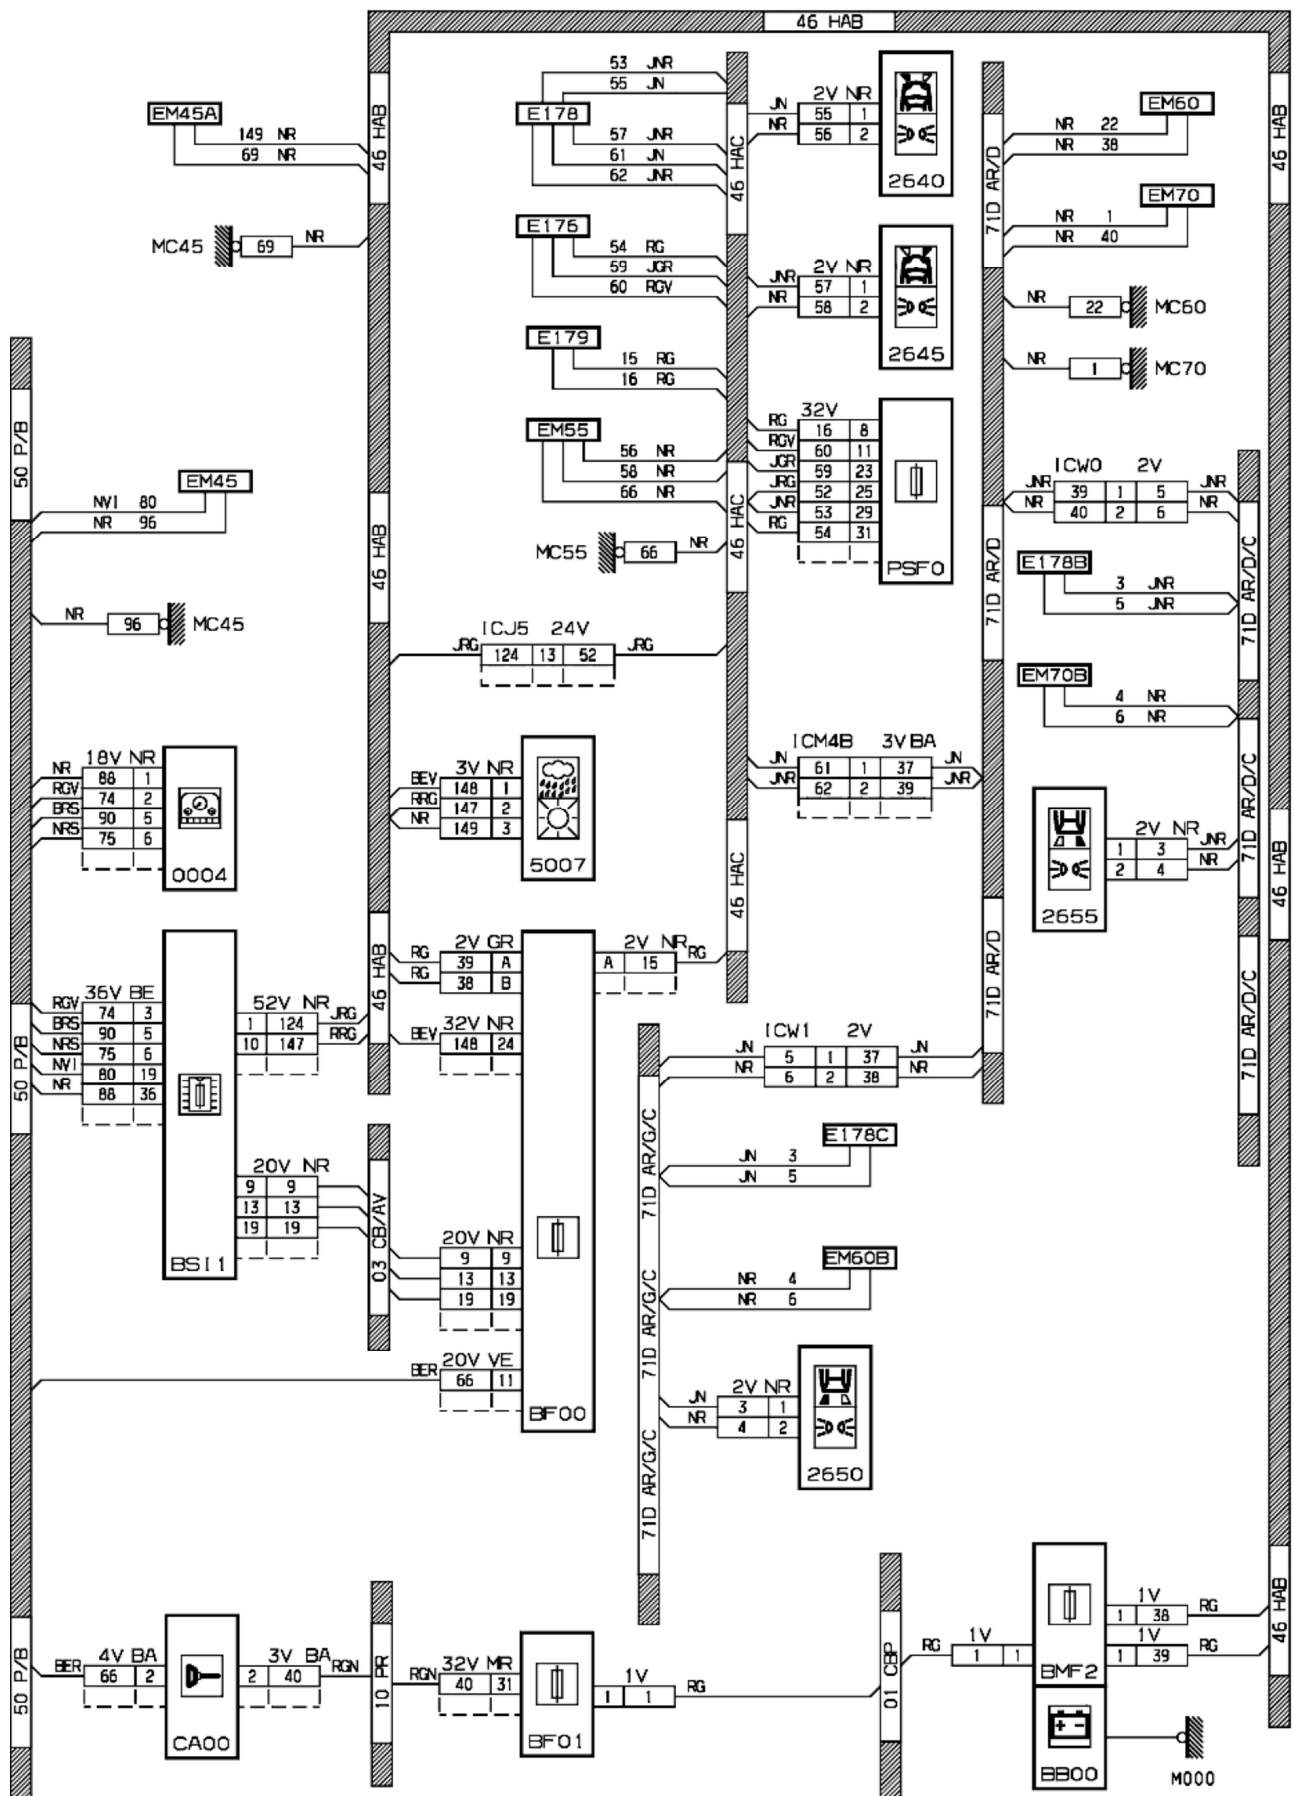 46 HAB
EM45A
149 NR
69 NR
46 HAB
MC45 69 NR
53 JNR
55 JN
E178
57 JNR
61 JN
62 JNR
46 HAC
E176
54 RG
59 JGR
60 RGV
E179
15 RG
16 RG
EM55
56 NR
58 NR
66 NR
MC55 66 NR
46 HAC
2V NR
JN 55 1
NR 56 2
2640
2V NR
JNR 57 1
NR 58 2
2645
32V
RG 16 8
RGV 60 11
JGR 59 23
JRG 52 25
JNR 53 29
RG 54 31
PSF0
71D AR/D
EM60
NR 22
NR 38
EM70
NR 1
NR 40
NR 22 MC60
NR 1 MC70
46 HAB
ICW0 2V
JNR 39 1 5 JNR
NR 40 2 6 NR
71D AR/D
E178B
3 JNR
5 JNR
71D AR/D/C
EM70B
4 NR
6 NR
71D AR/D/C
50 P/B
EM45
NVI 80
NR 96
NR 96 MC45
46 HAB
ICJ5 24V
JRG 124 13 52 JRG
ICM4B 3V BA
JN 61 1 37 JN
JNR 62 2 39 JNR
2V NR
1 3 JNR
2 4 NR
2655
46 HAB
18V NR
NR 88 1
RGV 74 2
BRS 90 5
NRS 75 6
0004
3V NR
BEV 148 1
RRG 147 2
NR 149 3
5007
46 HAC
46 HAB
2V GR
RG 39 A
RG 38 B
2V NR
A 15 RG
32V NR
BEV 148 24
71D AR/D
71D AR/D/C
36V BE
RGV 74 3
BRS 90 5
NRS 75 6
NVI 80 19
NR 88 36
50 P/B
52V NR
1 124 JRG
10 147 RRG
20V NR
9 9
13 13
19 19
BSI1
03 CB/AV
20V NR
9 9
13 13
19 19
20V VE
BER 66 11
BF00
ICW1 2V
JN 5 1 37 JN
NR 6 2 38 NR
71D AR/G/C
E178C
JN 3
JN 5
EM60B
NR 4
NR 6
71D AR/G/C
2V NR
JN 3 1
NR 4 2
2650
71D AR/G/C
50 P/B
4V BA
BER 66 2
3V BA
2 40 RGN
CA00
10 PR
32V MR
RGN 40 31
1V
1 1 RG
BF01
01 CBP
1V
RG 1 1
1V
1 38 RG
1V
1 39 RG
BMF2
46 HAB
BB00
M000